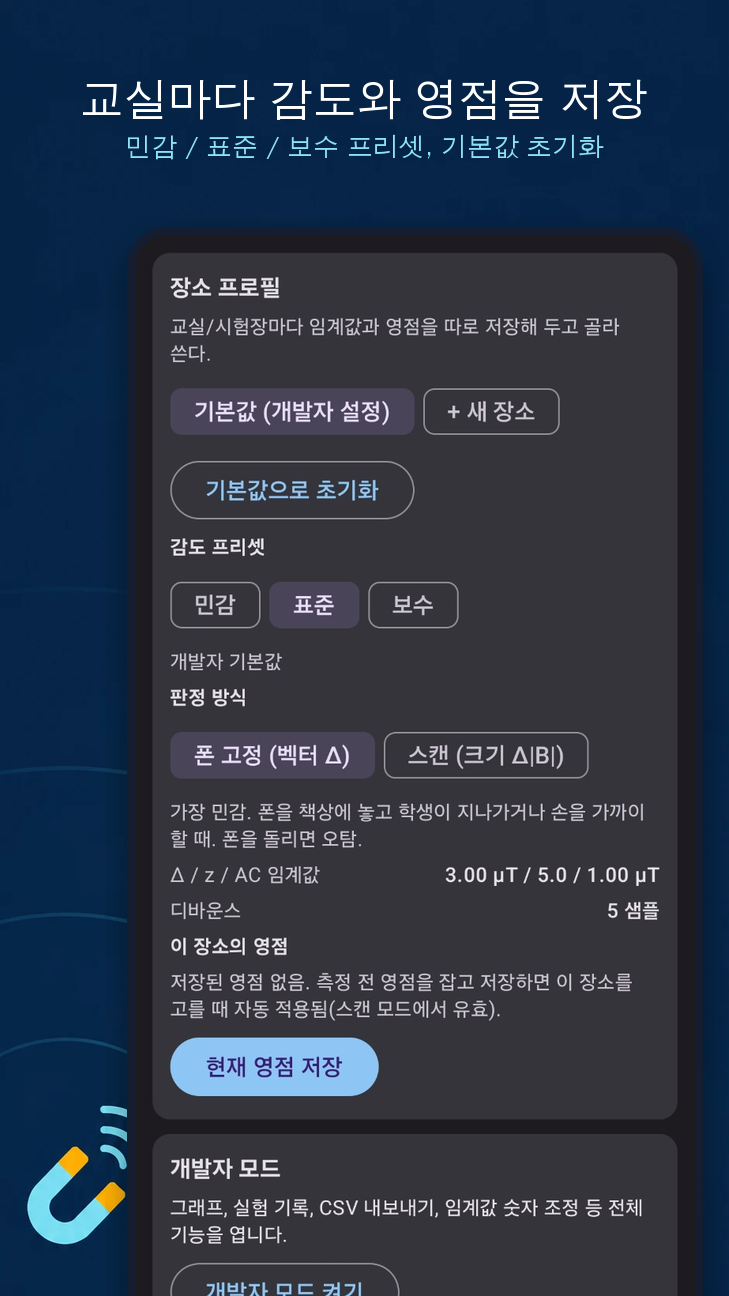 교실마다 감도와 영점을 저장
민감 / 표준 / 보수 프리셋, 기본값 초기화
장소 프로필
교실/시험장마다 임계값과 영점을 따로 저장해 두고 골라
쓴다.
기본값 (개발자 설정)
+ 새 장소
기본값으로 초기화
감도 프리셋
민감
표준
보수
개발자 기본값
판정 방식
폰 고정 (벡터 Δ)
스캔 (크기 Δ|B|)
가장 민감. 폰을 책상에 놓고 학생이 지나가거나 손을 가까이
할 때. 폰을 돌리면 오탐.
Δ / z / AC 임계값
3.00 µT / 5.0 / 1.00 µT
디바운스
5 샘플
이 장소의 영점
저장된 영점 없음. 측정 전 영점을 잡고 저장하면 이 장소를
고를 때 자동 적용됨(스캔 모드에서 유효).
현재 영점 저장
개발자 모드
그래프, 실험 기록, CSV 내보내기, 임계값 숫자 조정 등 전체
기능을 엽니다.
개발자 모드 켜기